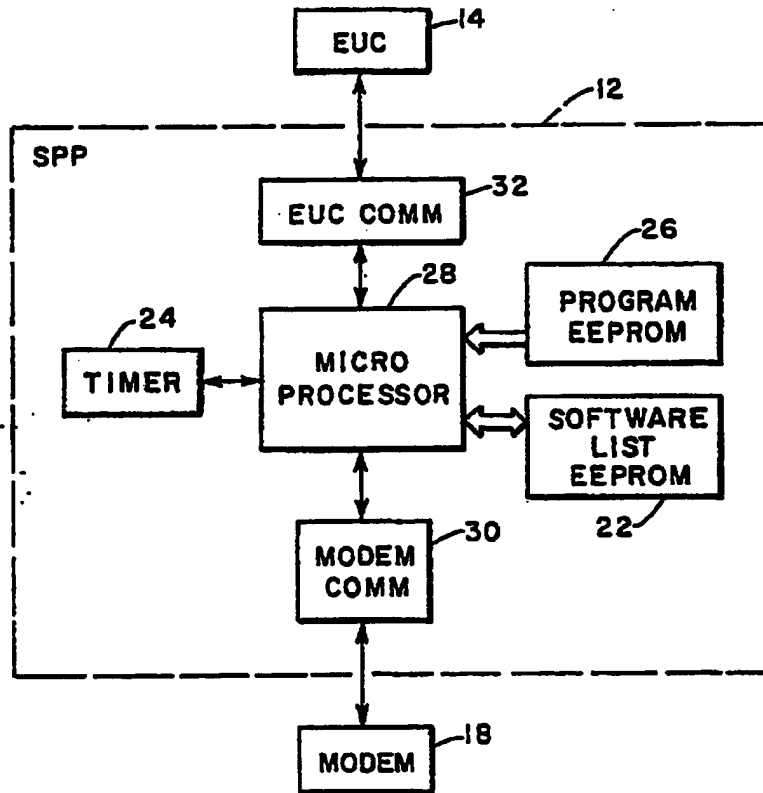 EUC
14
12
SPP
EUC COMM
32
28
26
PROGRAM
EEPROM
24
TIMER
MICRO
PROCESSOR
SOFTWARE
LIST
EEPROM
22
30
MODEM
COMM
MODEM
18